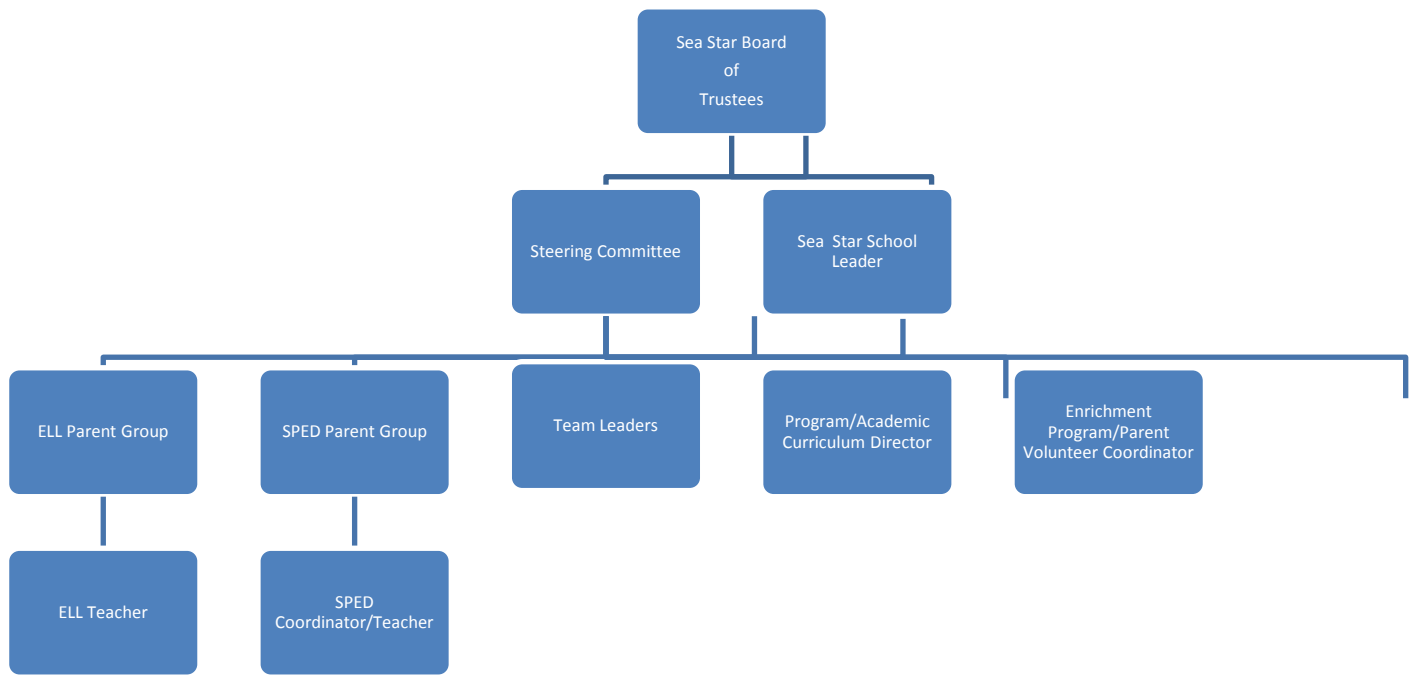 Sea Star Board
of
Trustees
Steering Committee
Sea  Star School
Leader
ELL Parent Group
SPED Parent Group
Team Leaders
Program/Academic
Curriculum Director
Enrichment
Program/Parent
Volunteer Coordinator
ELL Teacher
SPED
Coordinator/Teacher